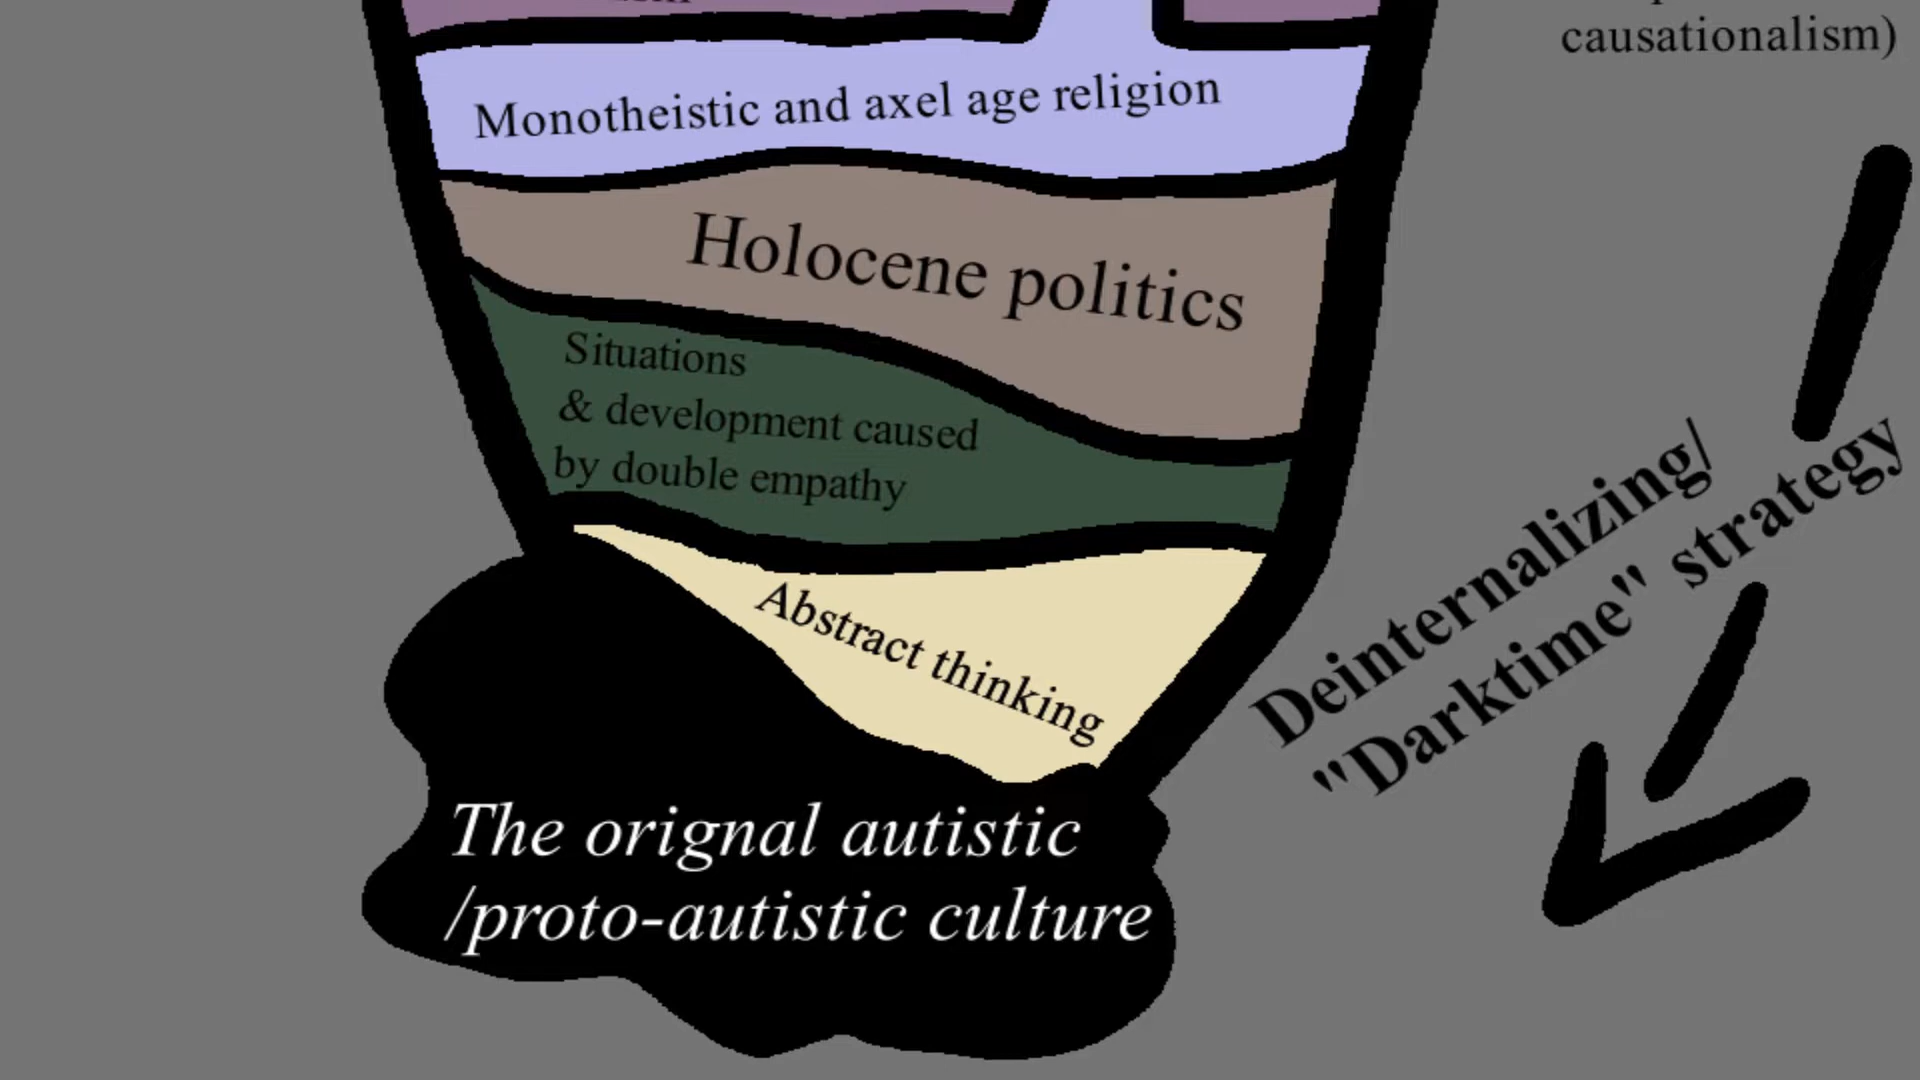 causationalism)
Monotheistic and axel age religion
Holocene politics
Situations
& development caused
by double empathy
Abstract thinking
Deinternalizing/
"Darktime" strategy
The orignal autistic
/proto-autistic culture